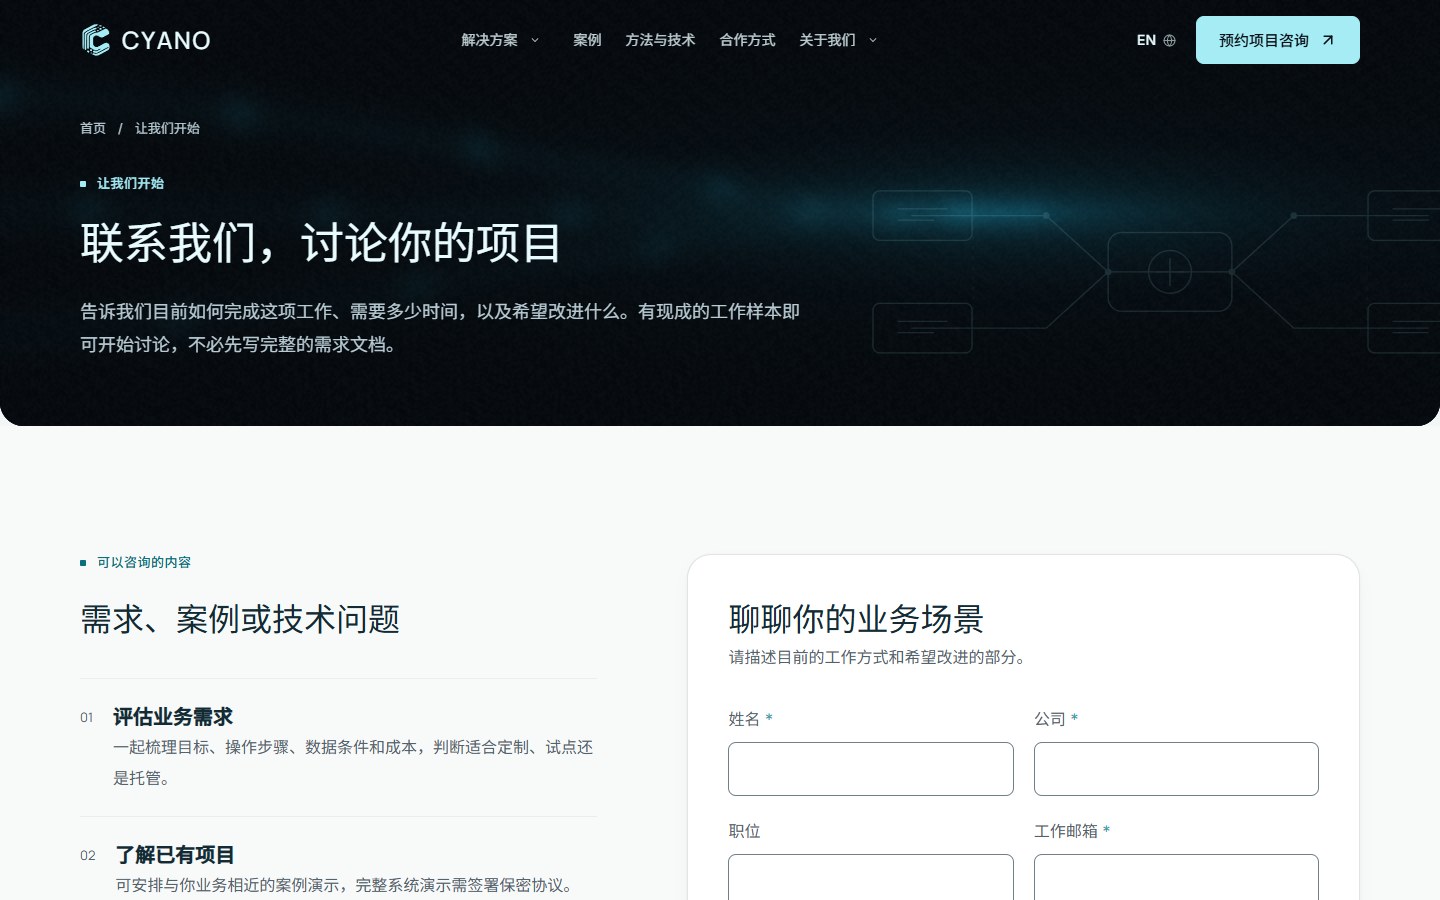 CYANO
解决方案
案例
方法与技术
合作方式
关于我们
EN
预约项目咨询
首页 / 让我们开始
让我们开始
联系我们，讨论你的项目
告诉我们目前如何完成这项工作、需要多少时间，以及希望改进什么。有现成的工作样本即
可开始讨论，不必先写完整的需求文档。
可以咨询的内容
需求、案例或技术问题
01 评估业务需求
一起梳理目标、操作步骤、数据条件和成本，判断适合定制、试点还
是托管。
02 了解已有项目
可安排与你业务相近的案例演示，完整系统演示需签署保密协议。
聊聊你的业务场景
请描述目前的工作方式和希望改进的部分。
姓名 *
公司 *
职位
工作邮箱 *